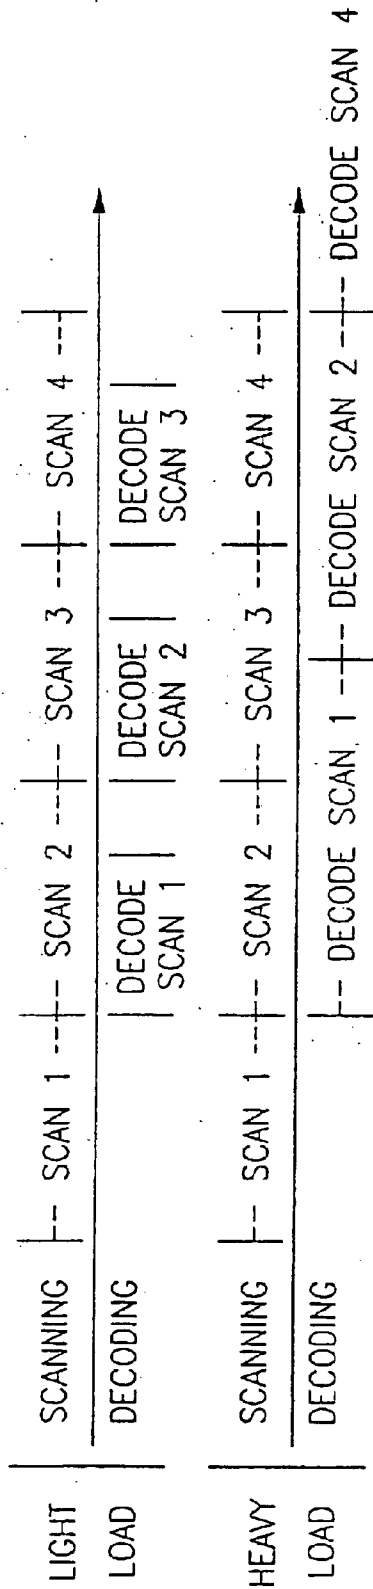 LIGHT
LOAD
SCANNING
SCAN 1
SCAN 2
SCAN 3
SCAN 4
DECODING
DECODE
SCAN 1
DECODE
SCAN 2
DECODE
SCAN 3
HEAVY
LOAD
SCANNING
SCAN 1
SCAN 2
SCAN 3
SCAN 4
DECODING
DECODE SCAN 1
DECODE SCAN 2
DECODE SCAN 4